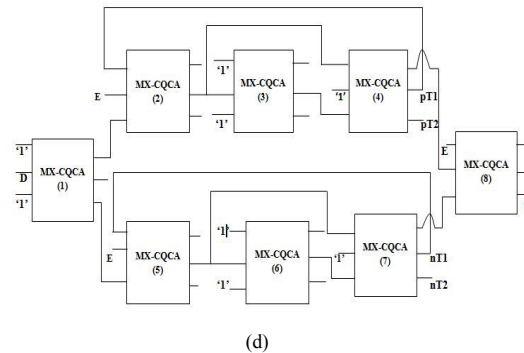 MX-CQCA
(2)
‘1’
MX-CQCA
(3)
‘1’
MX-CQCA
(4)
‘1’
pT1
pT2
E
‘1’
D
‘1’
MX-CQCA
(1)
E
MX-CQCA
(8)
E
MX-CQCA
(5)
‘1’
MX-CQCA
(6)
‘1’
MX-CQCA
(7)
‘1’
nT1
nT2
(d)